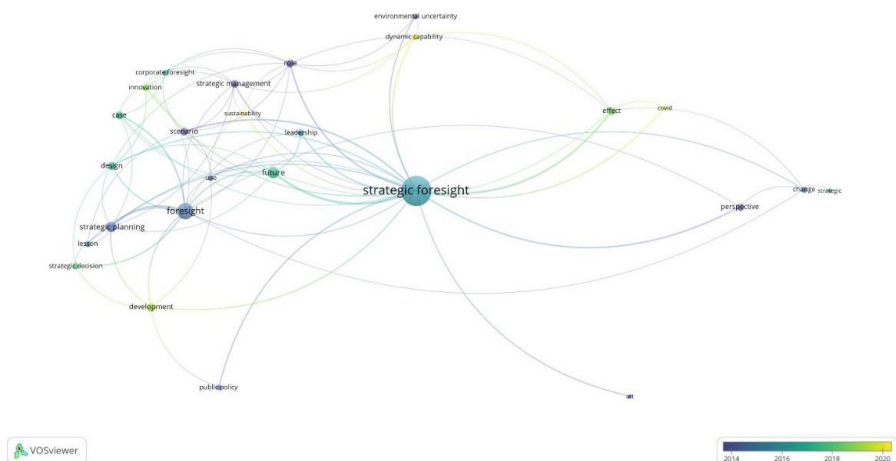 environmental uncertainty
dynamic capability
role
corporate foresight
strategic management
innovation
effect
covid
case
sustainability
scenario
leadership
design
future
use
strategic foresight
change
strategic
foresight
perspective
strategic planning
lesson
strategic decision
development
public policy
art
VOSviewer
2014
2016
2018
2020